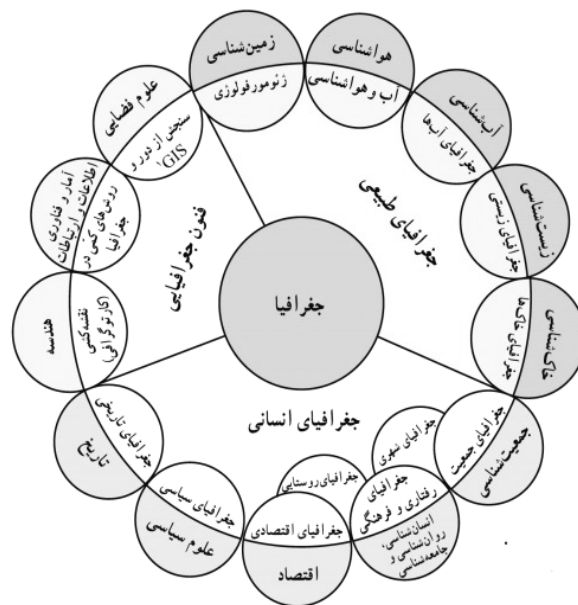 زمین‌شناسی
ژئومورفولوژی
هواشناسی
آب و هواشناسی
آب‌شناسی
جغرافیای آب‌ها
زیست‌شناسی
جغرافیای زیستی
خاک‌شناسی
جغرافیای خاک‌ها
جمعیت‌شناسی
جغرافیای جمعیت
جغرافیای شهری
جغرافیای
رفتاری و فرهنگی
انسان‌شناسی،
روان‌شناسی و
جامعه‌شناسی
جغرافیای روستایی
جغرافیای اقتصادی
اقتصاد
جغرافیای سیاسی
علوم سیاسی
جغرافیای تاریخی
تاریخ
نقشه‌کشی
(کارتوگرافی)
هندسه
آمار و فناوری
اطلاعات و ارتباطات
روش‌های کمی در
جغرافیا
علوم فضایی
سنجش از دور و
GIS
جغرافیای طبیعی
فنون جغرافیایی
جغرافیا
جغرافیای انسانی